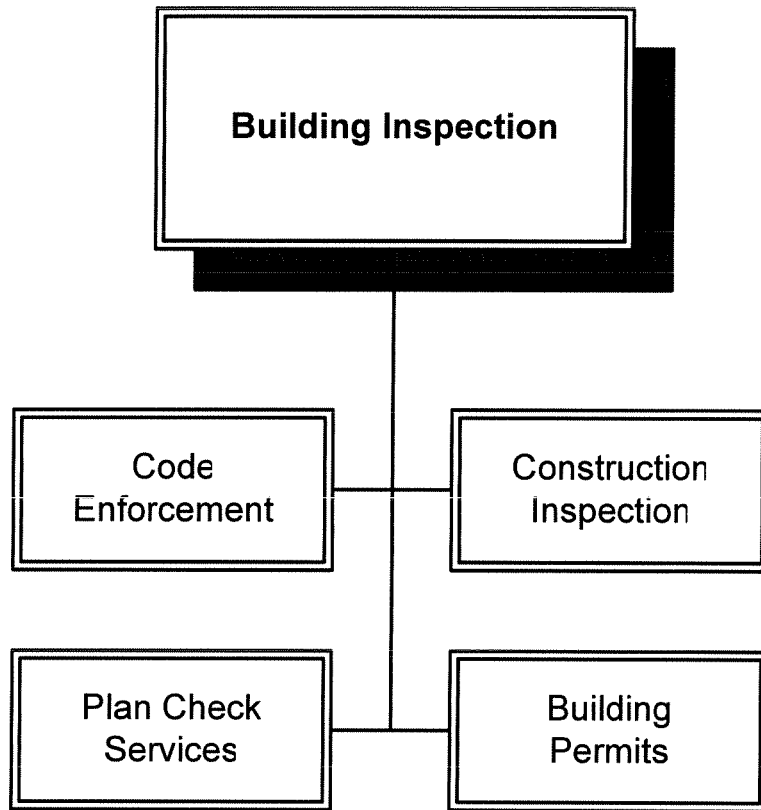 Building Inspection
Code
Enforcement
Construction
Inspection
Plan Check
Services
Building
Permits